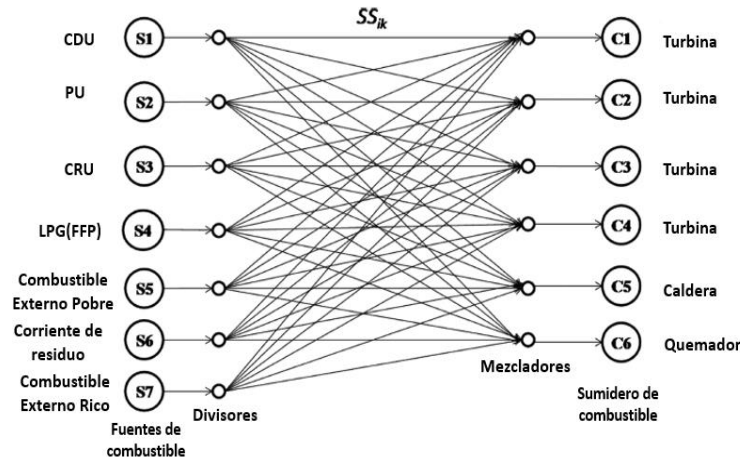 SS_ik
CDU
S1
C1
Turbina
PU
S2
C2
Turbina
CRU
S3
C3
Turbina
LPG(FFP)
S4
C4
Turbina
Combustible
Externo Pobre
S5
C5
Caldera
Corriente de
residuo
S6
C6
Quemador
Combustible
Externo Rico
S7
Divisores
Mezcladores
Fuentes de
combustible
Sumidero de
combustible